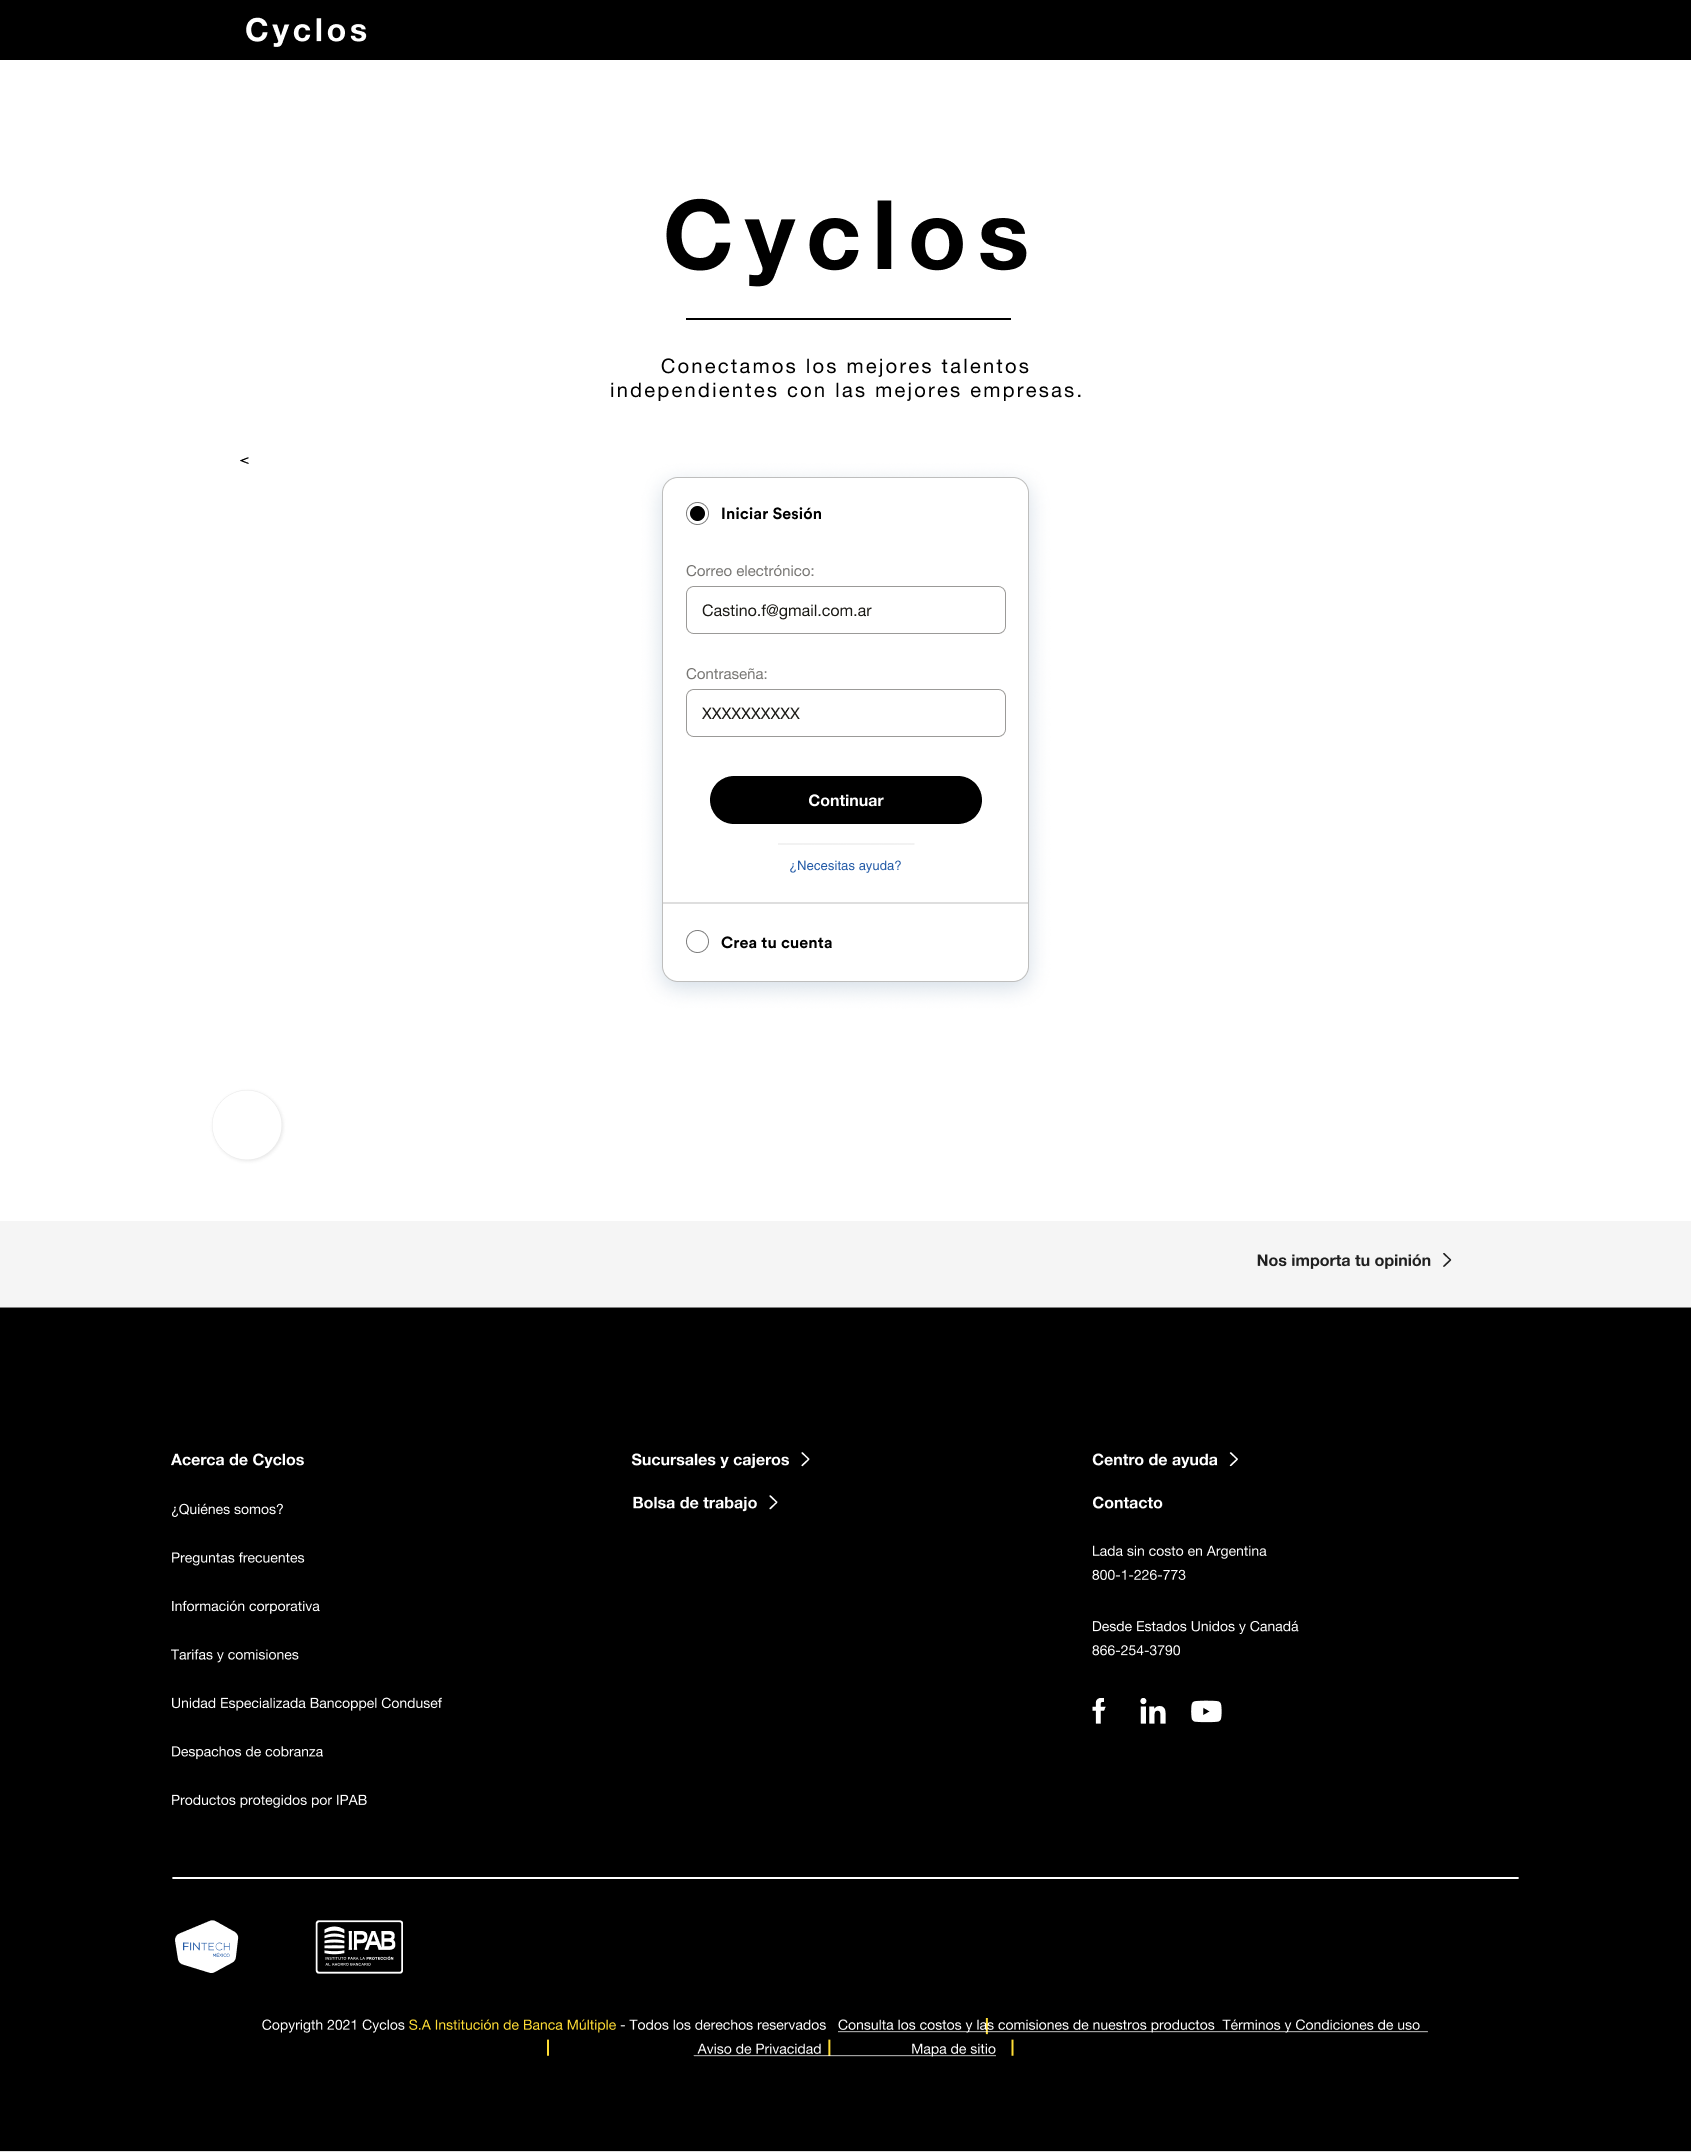 Cyclos
Cyclos
Conectamos los mejores talentos
independientes con las mejores empresas.
<
Iniciar Sesión
Correo electrónico:
Castino.f@gmail.com.ar
Contraseña:
XXXXXXXXXX
Continuar
¿Necesitas ayuda?
Crea tu cuenta
Nos importa tu opinión
Acerca de Cyclos
¿Quiénes somos?
Preguntas frecuentes
Información corporativa
Tarifas y comisiones
Unidad Especializada Bancoppel Condusef
Despachos de cobranza
Productos protegidos por IPAB
Sucursales y cajeros
Bolsa de trabajo
Centro de ayuda
Contacto
Lada sin costo en Argentina
800-1-226-773
Desde Estados Unidos y Canadá
866-254-3790
FINTECH
MÉXICO
IPAB
INSTITUTO PARA LA PROTECCIÓN
AL AHORRO BANCARIO
Copyrigth 2021 Cyclos S.A Institución de Banca Múltiple - Todos los derechos reservados Consulta los costos y las comisiones de nuestros productos Términos y Condiciones de uso
Aviso de Privacidad Mapa de sitio